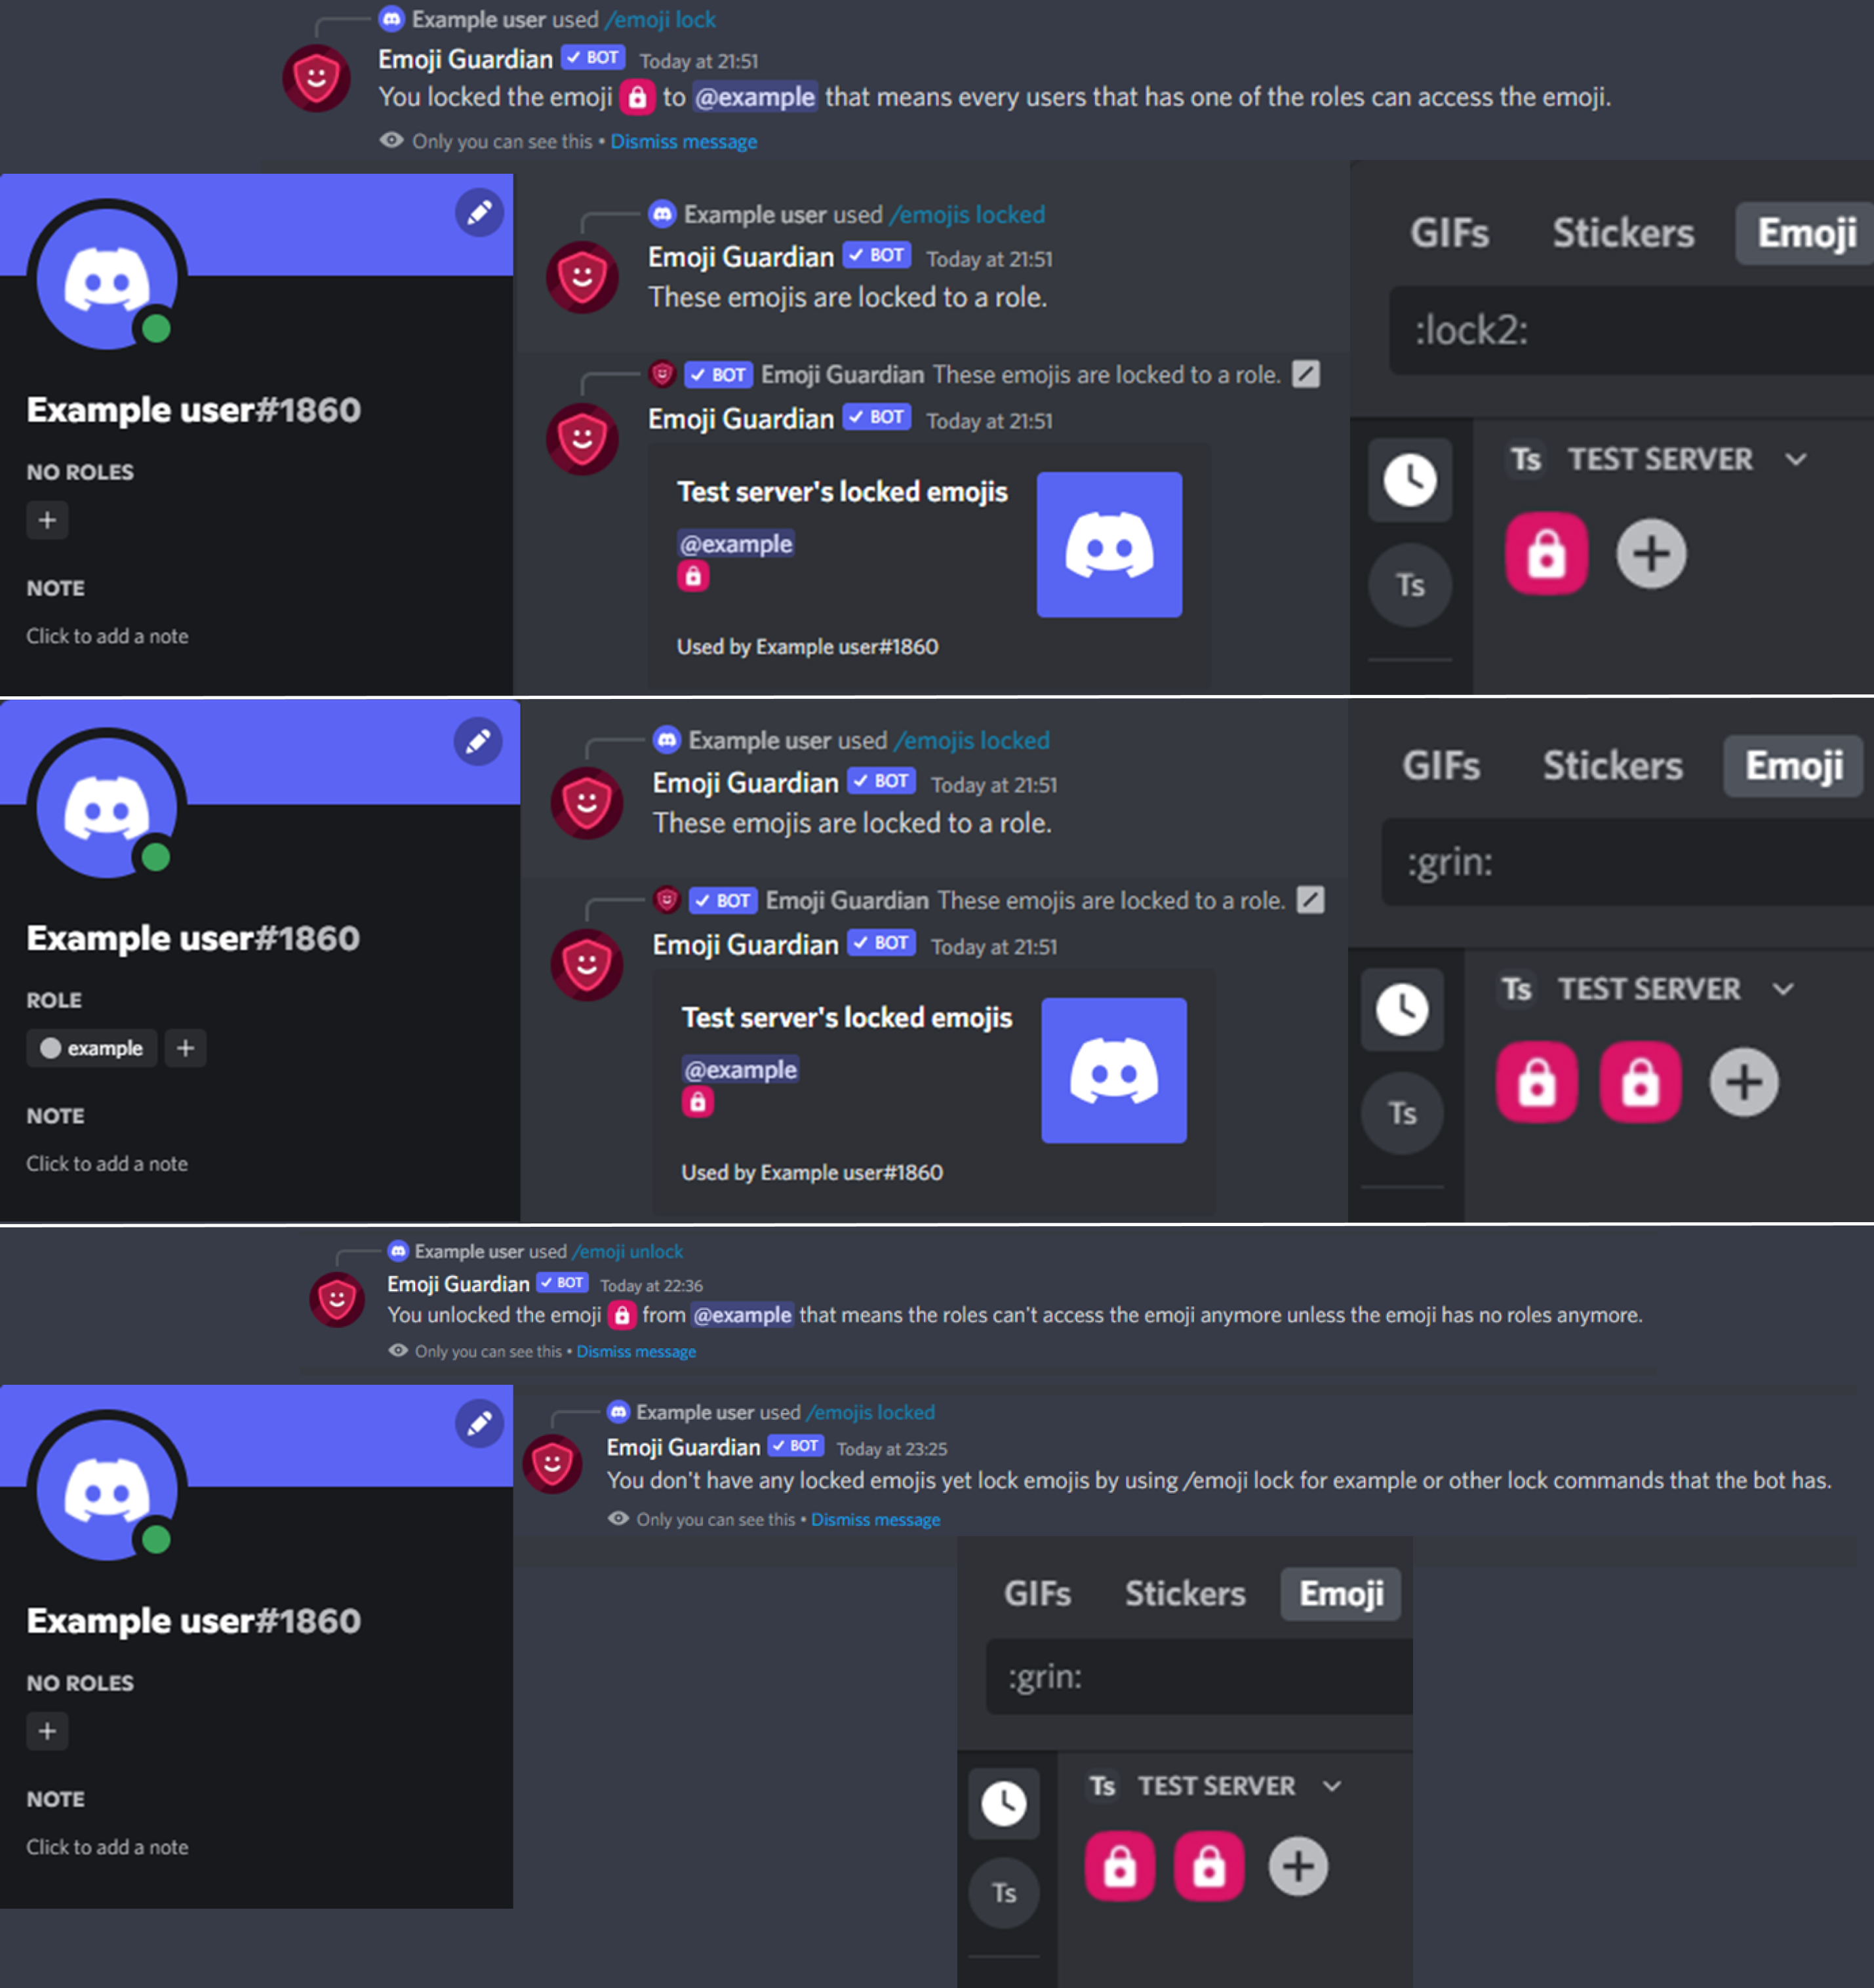 Example user used /emoji lock
Emoji Guardian ✓ BOT Today at 21:51
You locked the emoji to @example that means every users that has one of the roles can access the emoji.
Only you can see this • Dismiss message
Example user#1860
NO ROLES
+
NOTE
Click to add a note
Example user used /emojis locked
Emoji Guardian ✓ BOT Today at 21:51
These emojis are locked to a role.
✓ BOT Emoji Guardian These emojis are locked to a role.
Emoji Guardian ✓ BOT Today at 21:51
Test server's locked emojis
@example
Used by Example user#1860
GIFs Stickers Emoji
:lock2:
Ts TEST SERVER
Ts
Example user#1860
ROLE
example +
NOTE
Click to add a note
Example user used /emojis locked
Emoji Guardian ✓ BOT Today at 21:51
These emojis are locked to a role.
✓ BOT Emoji Guardian These emojis are locked to a role.
Emoji Guardian ✓ BOT Today at 21:51
Test server's locked emojis
@example
Used by Example user#1860
GIFs Stickers Emoji
:grin:
Ts TEST SERVER
Ts
Example user used /emoji unlock
Emoji Guardian ✓ BOT Today at 22:36
You unlocked the emoji from @example that means the roles can't access the emoji anymore unless the emoji has no roles anymore.
Only you can see this • Dismiss message
Example user#1860
NO ROLES
+
NOTE
Click to add a note
Example user used /emojis locked
Emoji Guardian ✓ BOT Today at 23:25
You don't have any locked emojis yet lock emojis by using /emoji lock for example or other lock commands that the bot has.
Only you can see this • Dismiss message
GIFs Stickers Emoji
:grin:
Ts TEST SERVER
Ts